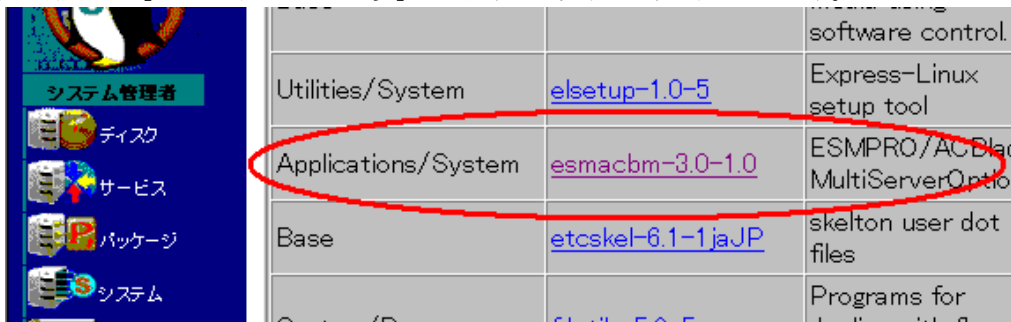 システム管理者
ディスク
サービス
パッケージ
システム
software control.
Utilities/System
elsetup-1.0-5
Express-Linux
setup tool
Applications/System
esmacbm-3.0-1.0
MultiServerOptio
Base
etcskel-6.1-1jaJP
skelton user dot
files
Programs for